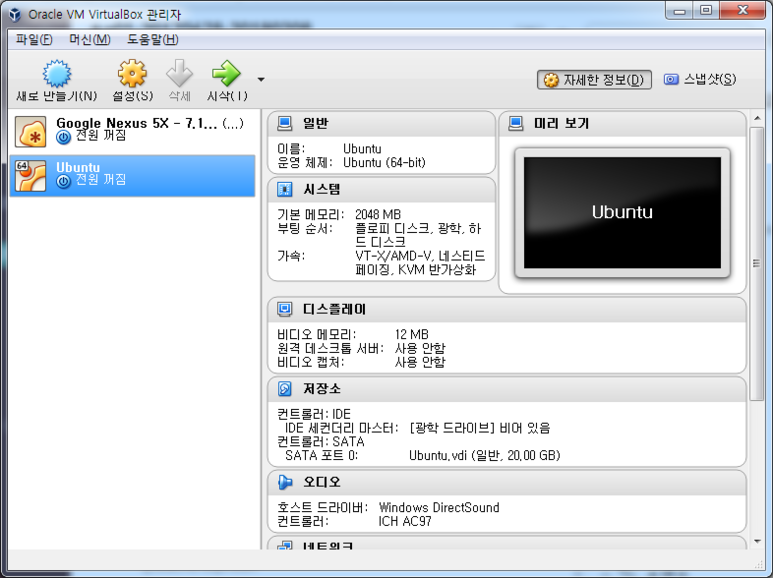 Oracle VM VirtualBox 관리자
파일(F) 머신(M) 도움말(H)
새로 만들기(N) 설정(S) 삭제 시작(T) 자세한 정보(D) 스냅샷(S)
Google Nexus 5X - 7.1... (...)
전원 꺼짐
64 Ubuntu
전원 꺼짐
일반
이름: Ubuntu
운영 체제: Ubuntu (64-bit)
시스템
기본 메모리: 2048 MB
부팅 순서: 플로피 디스크, 광학, 하
드 디스크
가속: VT-X/AMD-V, 네스티드
페이징, KVM 반가상화
미리 보기
Ubuntu
디스플레이
비디오 메모리: 12 MB
원격 데스크톱 서버: 사용 안함
비디오 캡처: 사용 안함
저장소
컨트롤러: IDE
IDE 세컨더리 마스터: [광학 드라이브] 비어 있음
컨트롤러: SATA
SATA 포트 0: Ubuntu.vdi (일반, 20.00 GB)
오디오
호스트 드라이버: Windows DirectSound
컨트롤러: ICH AC97
네트워크